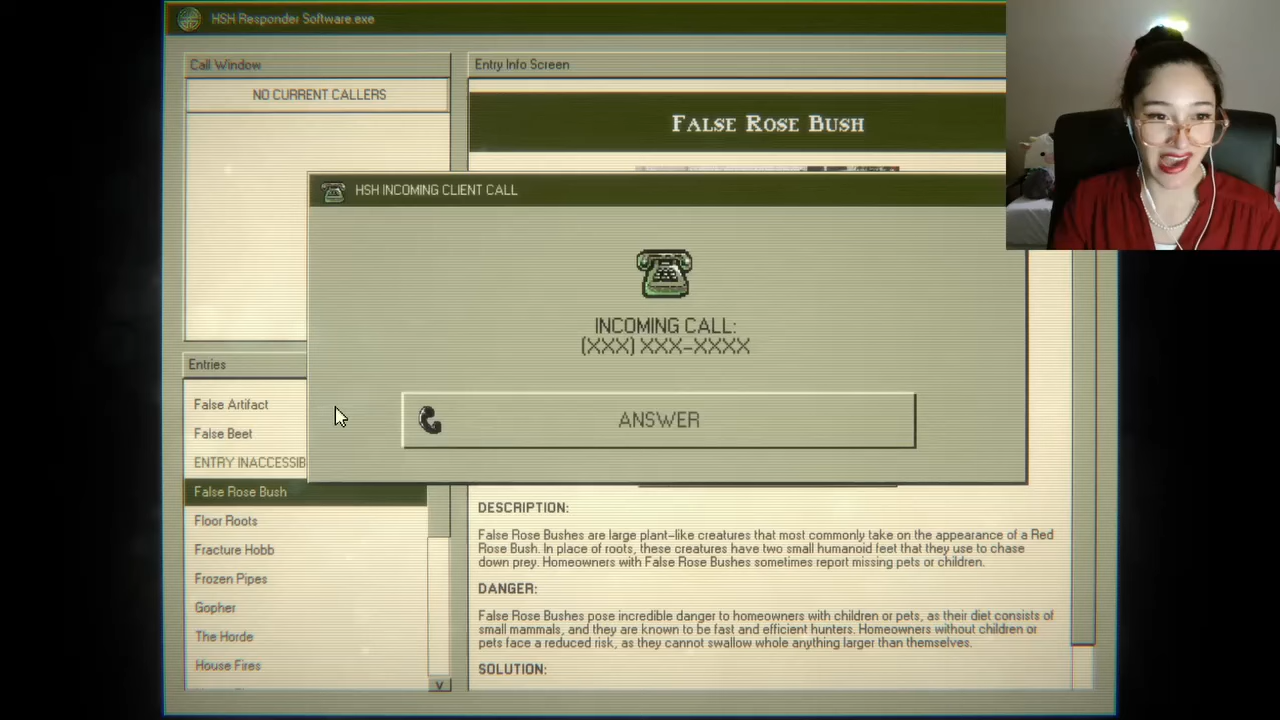 HSH Responder Software.exe
Call Window
NO CURRENT CALLERS
Entry Info Screen
FALSE ROSE BUSH
HSH INCOMING CLIENT CALL
INCOMING CALL:
(XXX) XXX-XXXX
ANSWER
Entries
False Artifact
False Beet
ENTRY INACCESSIB
False Rose Bush
Floor Roots
Fracture Hobb
Frozen Pipes
Gopher
The Horde
House Fires
DESCRIPTION:
False Rose Bushes are large plant-like creatures that most commonly take on the appearance of a Red
Rose Bush. In place of roots, these creatures have two small humanoid feet that they use to chase
down prey. Homeowners with False Rose Bushes sometimes report missing pets or children.
DANGER:
False Rose Bushes pose incredible danger to homeowners with children or pets, as their diet consists of
small mammals, and they are known to be fast and efficient hunters. Homeowners without children or
pets face a reduced risk, as they cannot swallow whole anything larger than themselves.
SOLUTION: